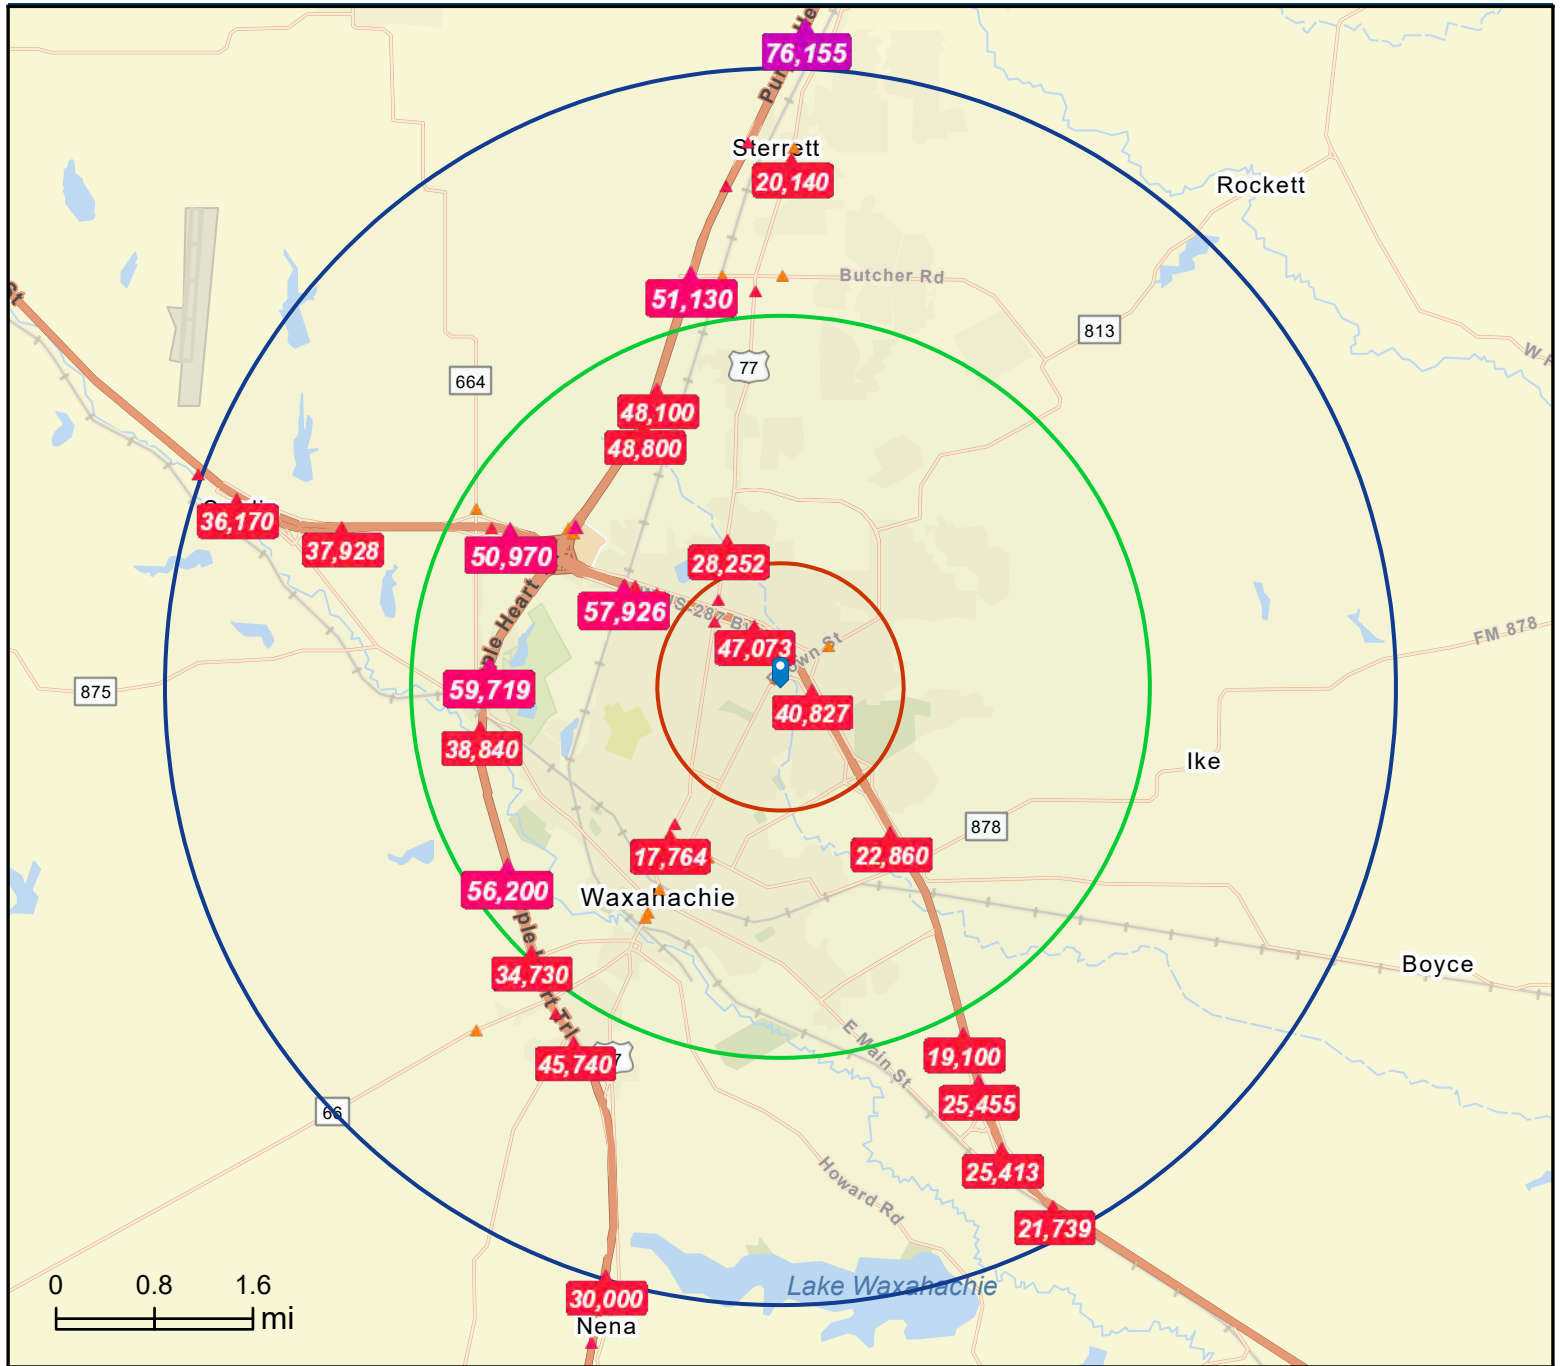 76,155
Sterrett
20,140
Rockett
Butcher Rd
51,130
813
77
664
48,100
48,800
36,170
37,928
50,970
28,252
57,926
47,073
FM 878
875
59,719
40,827
38,840
Ike
878
17,764
22,860
56,200
Waxahachie
34,730
Boyce
E Main St
19,100
45,740
25,455
66
25,413
Howard Rd
21,739
0 0.8 1.6
mi
Lake Waxahachie
30,000
Nena